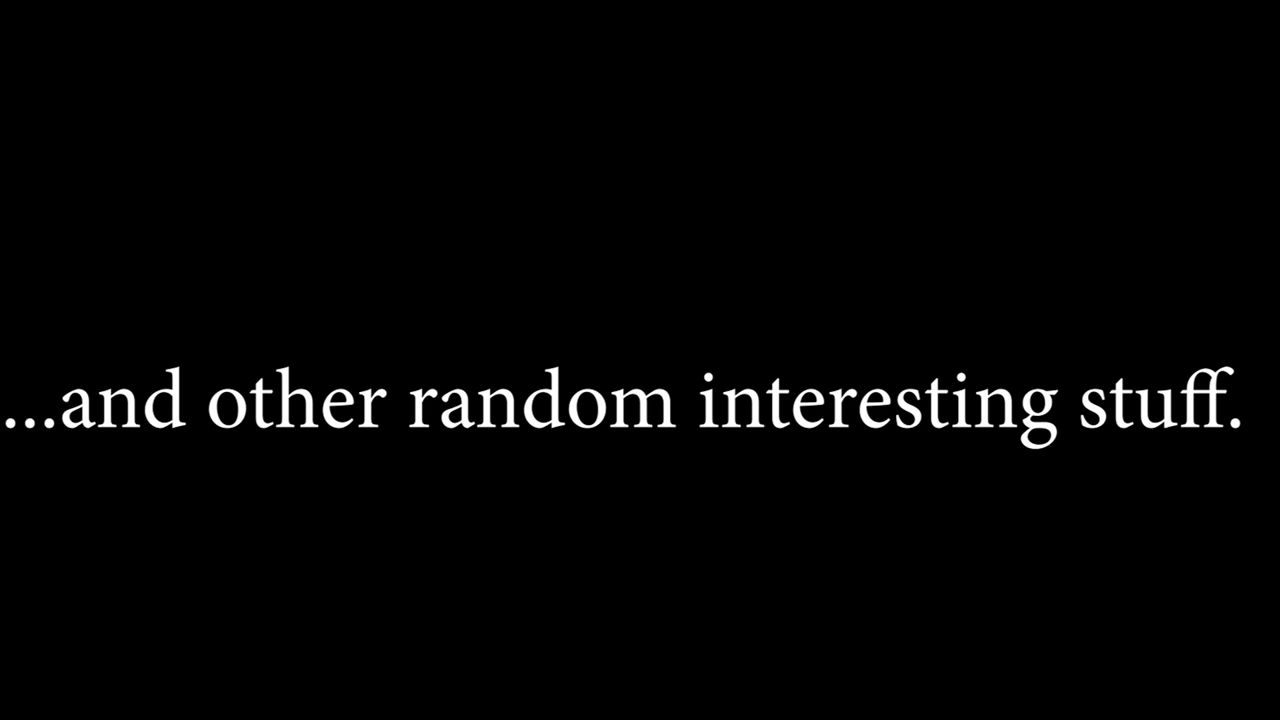 ...and other random interesting stuff.